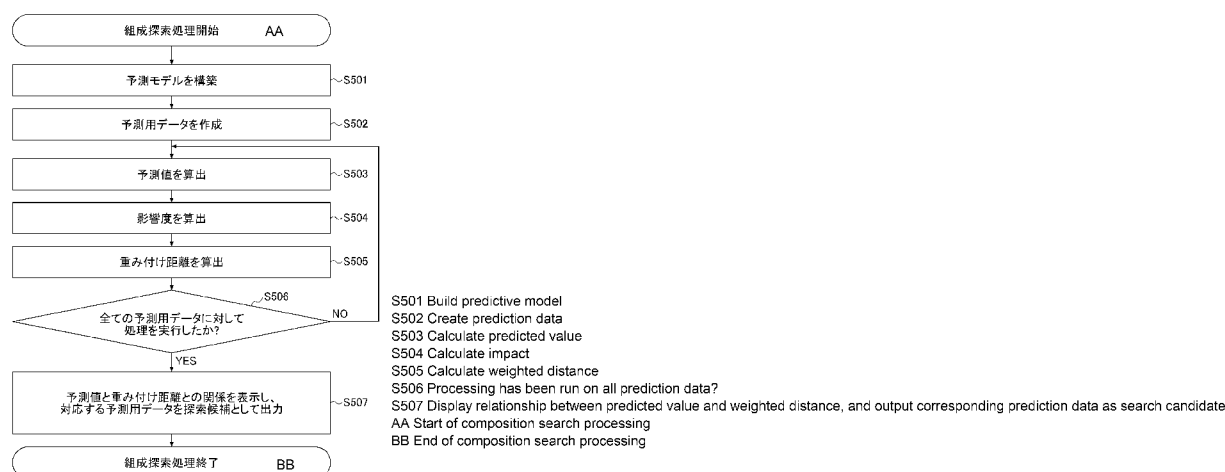 組成探索処理開始 AA
予測モデルを構築 S501
予測用データを作成 S502
予測値を算出 S503
影響度を算出 S504
重み付け距離を算出 S505
S506
全ての予測用データに対して
処理を実行したか?
NO
YES
予測値と重み付け距離との関係を表示し、
対応する予測用データを探索候補として出力
S507
組成探索処理終了 BB
S501 Build predictive model
S502 Create prediction data
S503 Calculate predicted value
S504 Calculate impact
S505 Calculate weighted distance
S506 Processing has been run on all prediction data?
S507 Display relationship between predicted value and weighted distance, and output corresponding prediction data as search candidate
AA Start of composition search processing
BB End of composition search processing